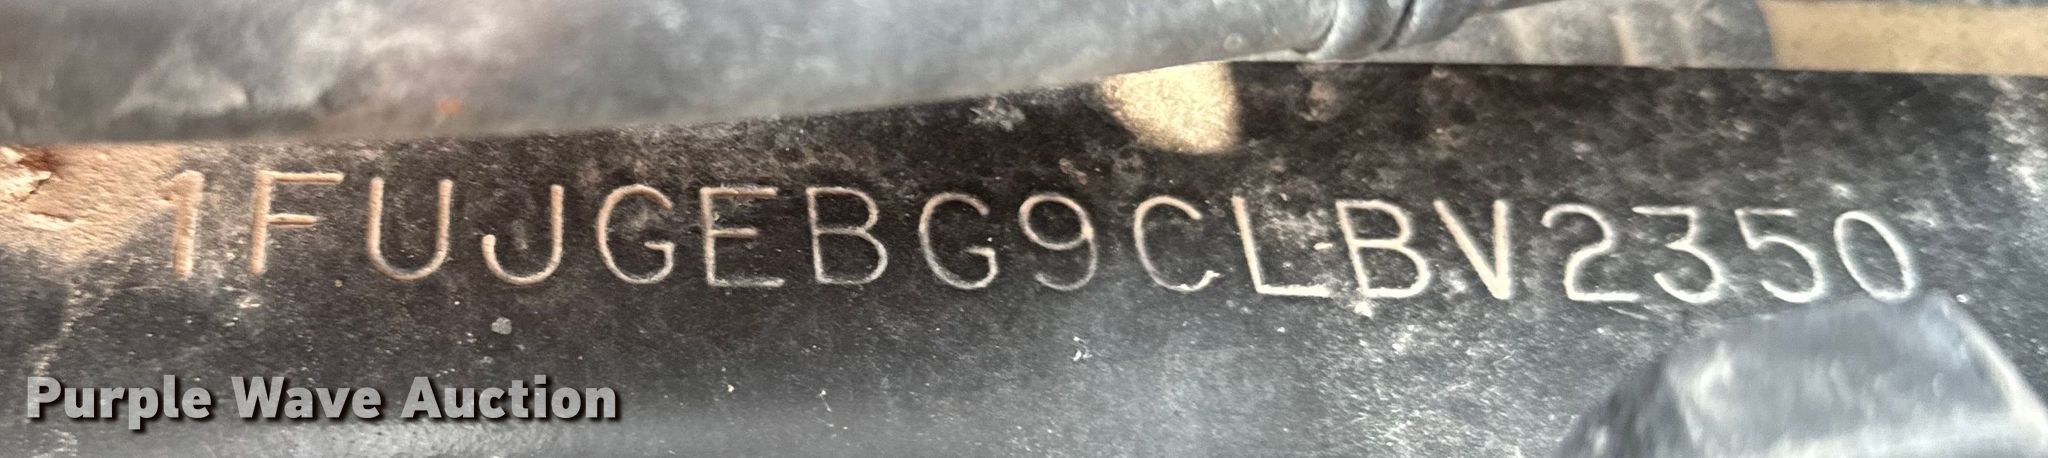 1FUJGEBG9CLBV2350
Purple Wave Auction